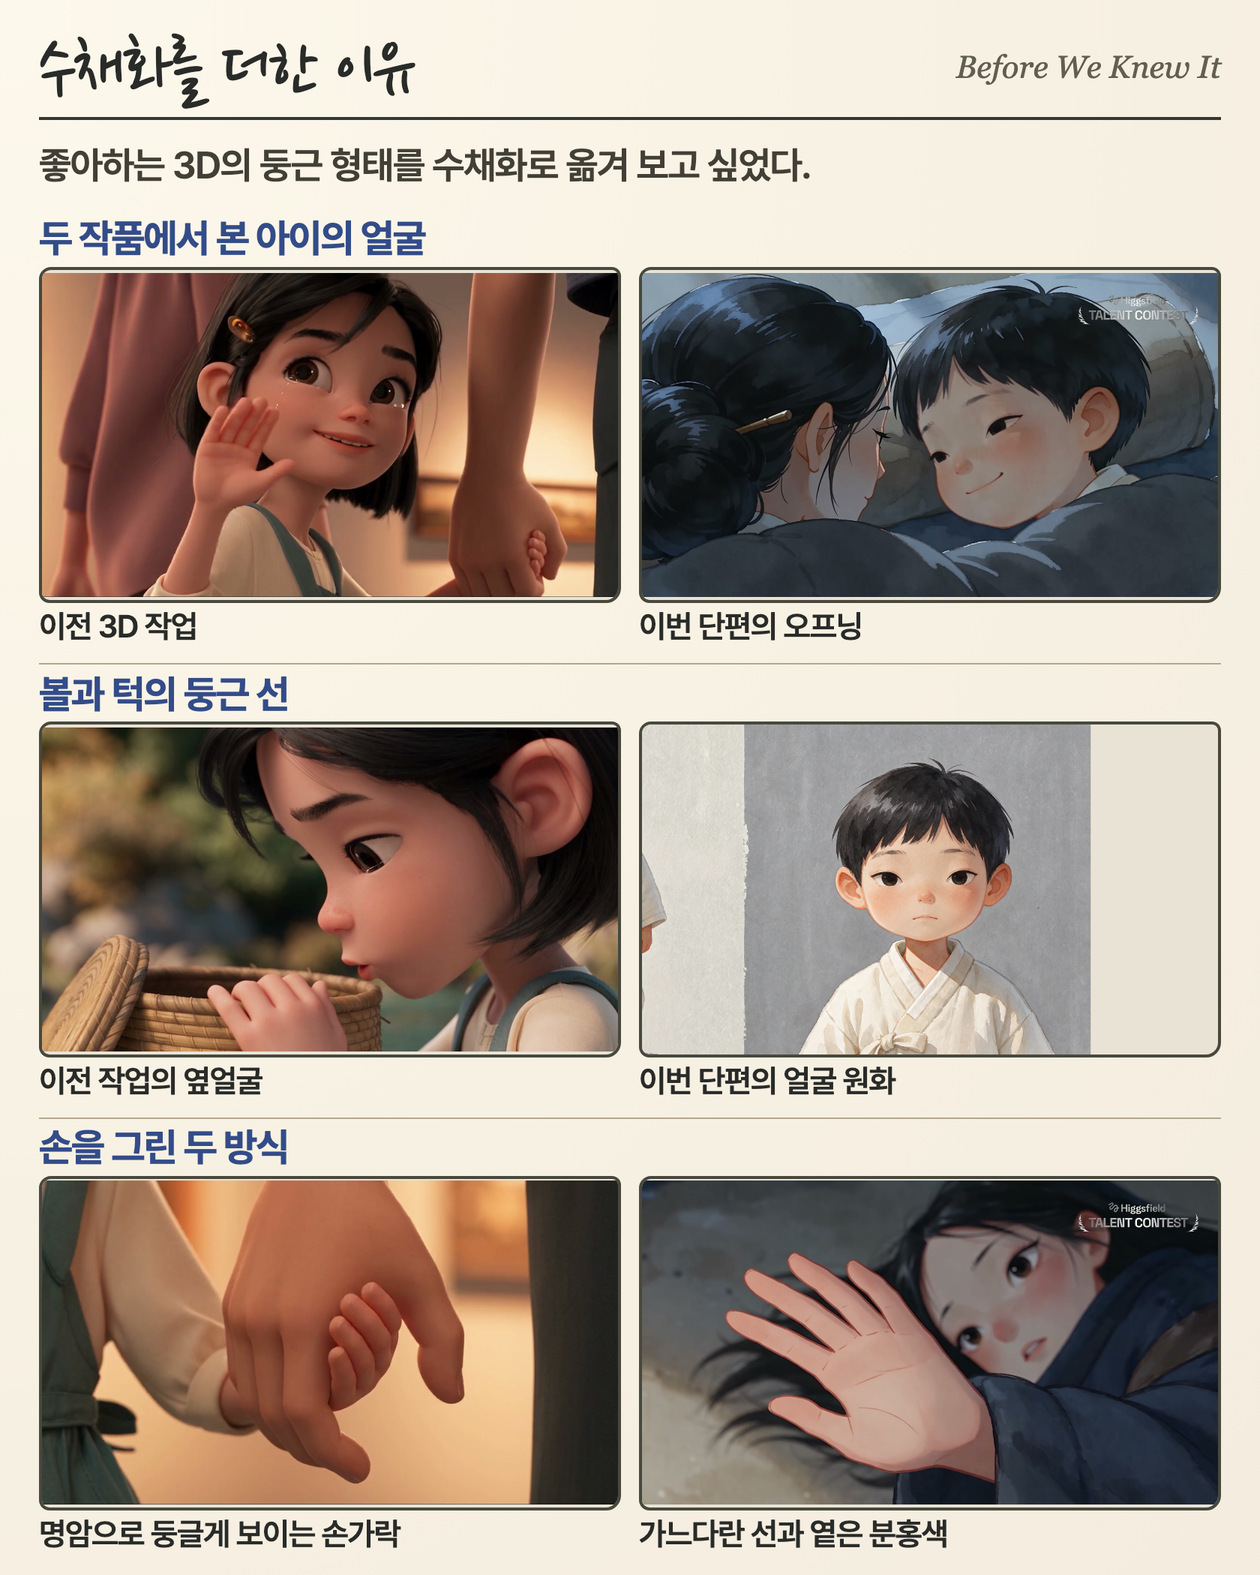 수채화를 더한 이유
Before We Knew It
좋아하는 3D의 둥근 형태를 수채화로 옮겨 보고 싶었다.
두 작품에서 본 아이의 얼굴
Higgsfield
TALENT CONTEST
이전 3D 작업
이번 단편의 오프닝
볼과 턱의 둥근 선
이전 작업의 옆얼굴
이번 단편의 얼굴 원화
손을 그린 두 방식
Higgsfield
TALENT CONTEST
명암으로 둥글게 보이는 손가락
가느다란 선과 옅은 분홍색